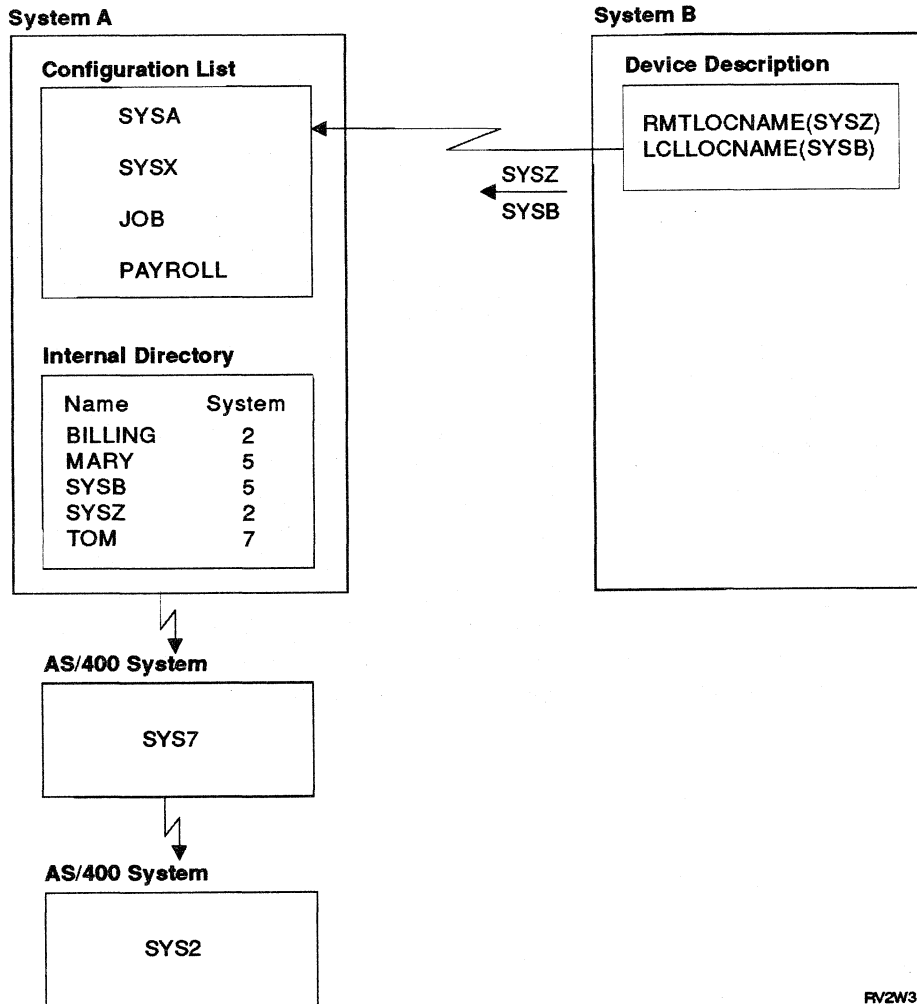 System A
Configuration List
SYSA
SYSX
JOB
PAYROLL
Internal Directory
Name System
BILLING 2
MARY 5
SYSB 5
SYSZ 2
TOM 7
System B
Device Description
RMTLOCNAME(SYSZ)
LCLLOCNAME(SYSB)
SYSZ
SYSB
AS/400 System
SYS7
AS/400 System
SYS2
RV2W3